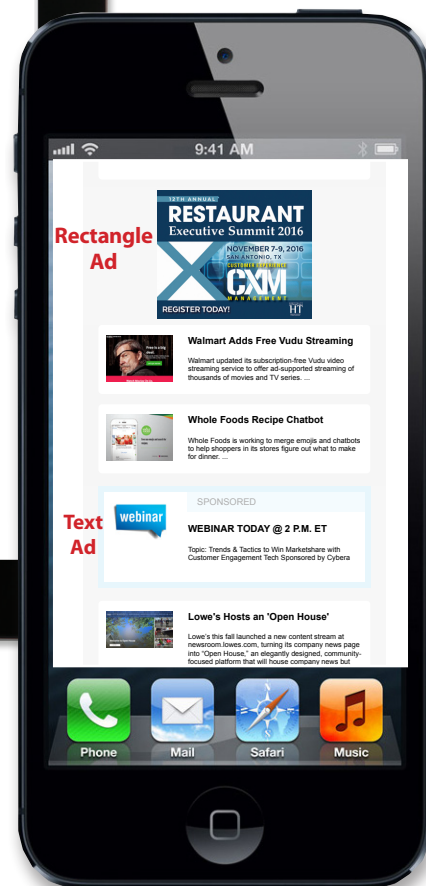 9:41 AM
12TH ANNUAL
RESTAURANT
Executive Summit 2016
NOVEMBER 7-9, 2016
SAN ANTONIO, TX
CUSTOMER EXPERIENCE
CXM
MANAGEMENT
REGISTER TODAY!
HT
Rectangle
Ad
Walmart Adds Free Vudu Streaming
Walmart updated its subscription-free Vudu video
streaming service to offer ad-supported streaming of
thousands of movies and TV series. ...
Whole Foods Recipe Chatbot
Whole Foods is working to merge emojis and chatbots
to help shoppers in its stores figure out what to make
for dinner. ...
Text
Ad
webinar
SPONSORED
WEBINAR TODAY @ 2 P.M. ET
Topic: Trends & Tactics to Win Marketshare with
Customer Engagement Tech Sponsored by Cybera
Lowe's Hosts an 'Open House'
Lowe's this fall launched a new content stream at
newsroom.lowes.com, turning its company news page
into "Open House," an elegantly designed, community-
focused platform that will house company news but
Phone
Mail
Safari
Music